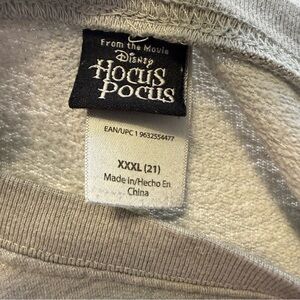 From the Movie
Disney
Hocus
Pocus
EAN/UPC 1 9632554477
XXXL (21)
Made in/Hecho En
China